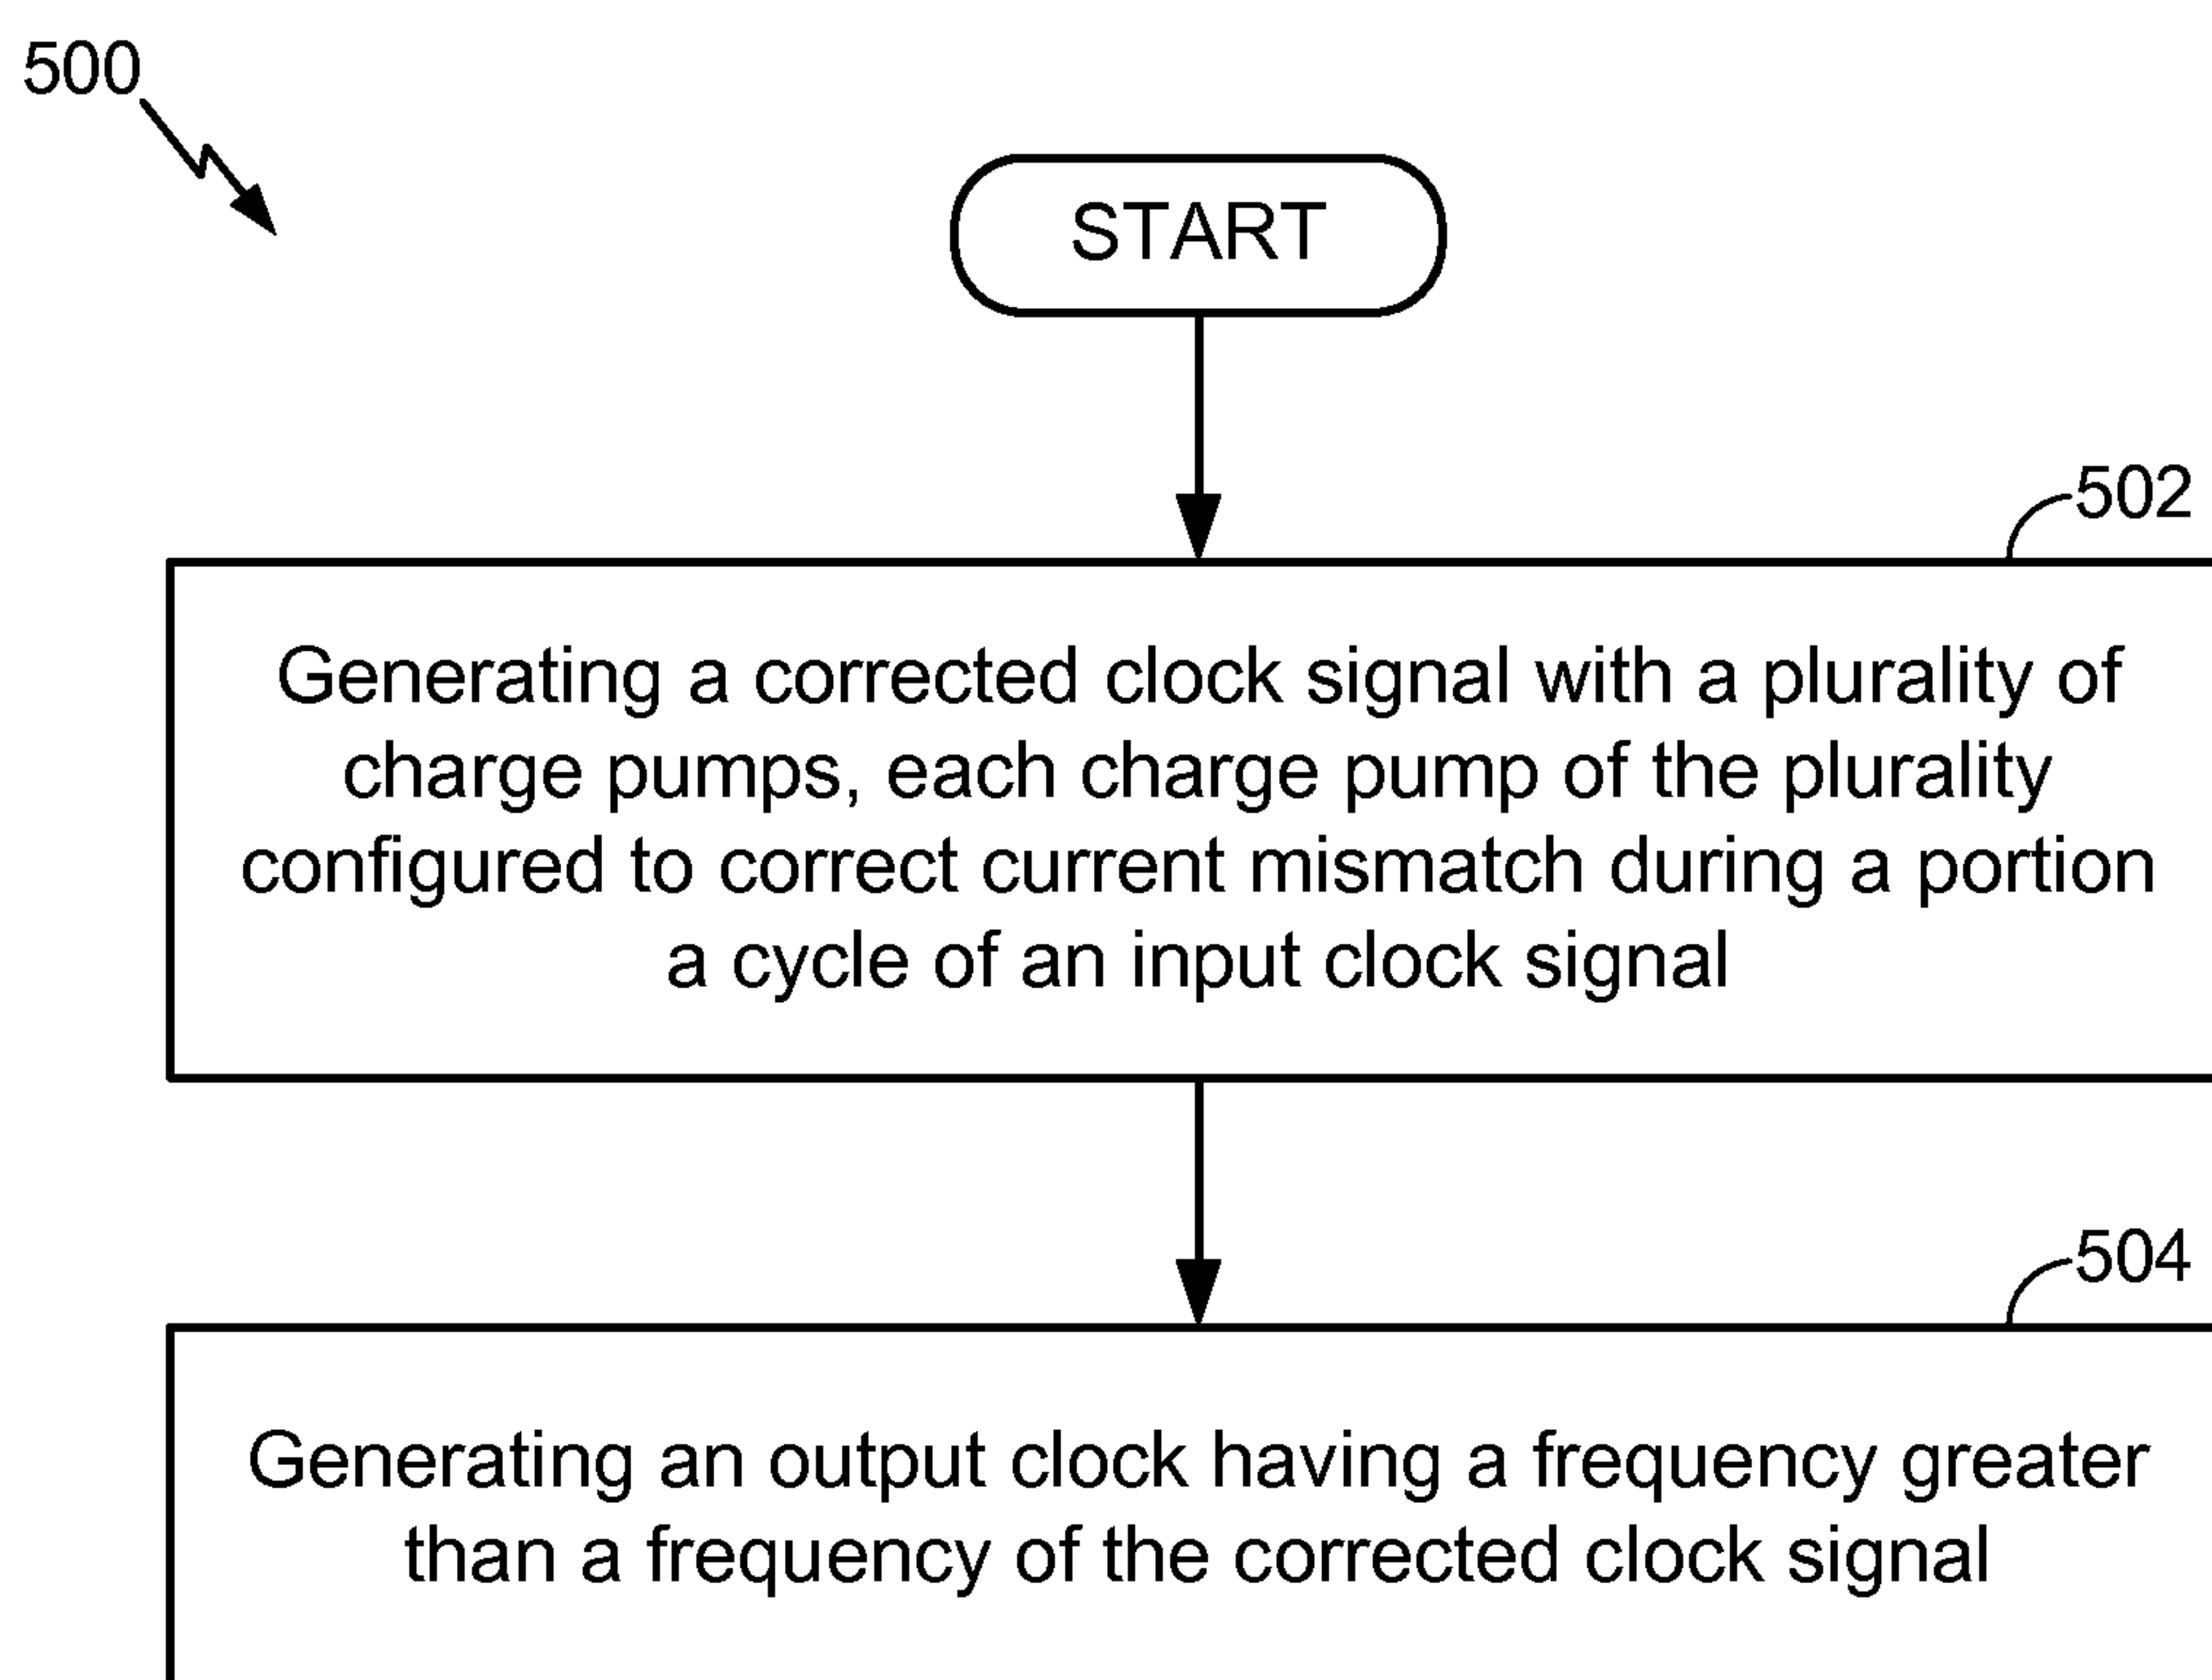 500
START
502
Generating a corrected clock signal with a plurality of
charge pumps, each charge pump of the plurality
configured to correct current mismatch during a portion
a cycle of an input clock signal
504
Generating an output clock having a frequency greater
than a frequency of the corrected clock signal